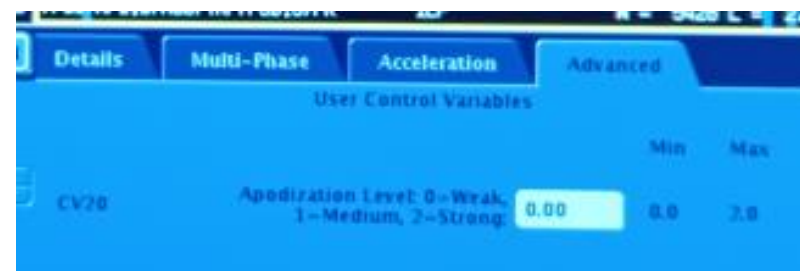 Details Multi-Phase Acceleration Advanced
User Control Variables
Min Max
CV20 Apodization Level: 0=Weak, 0.00 0.0 2.0
1=Medium, 2=Strong: